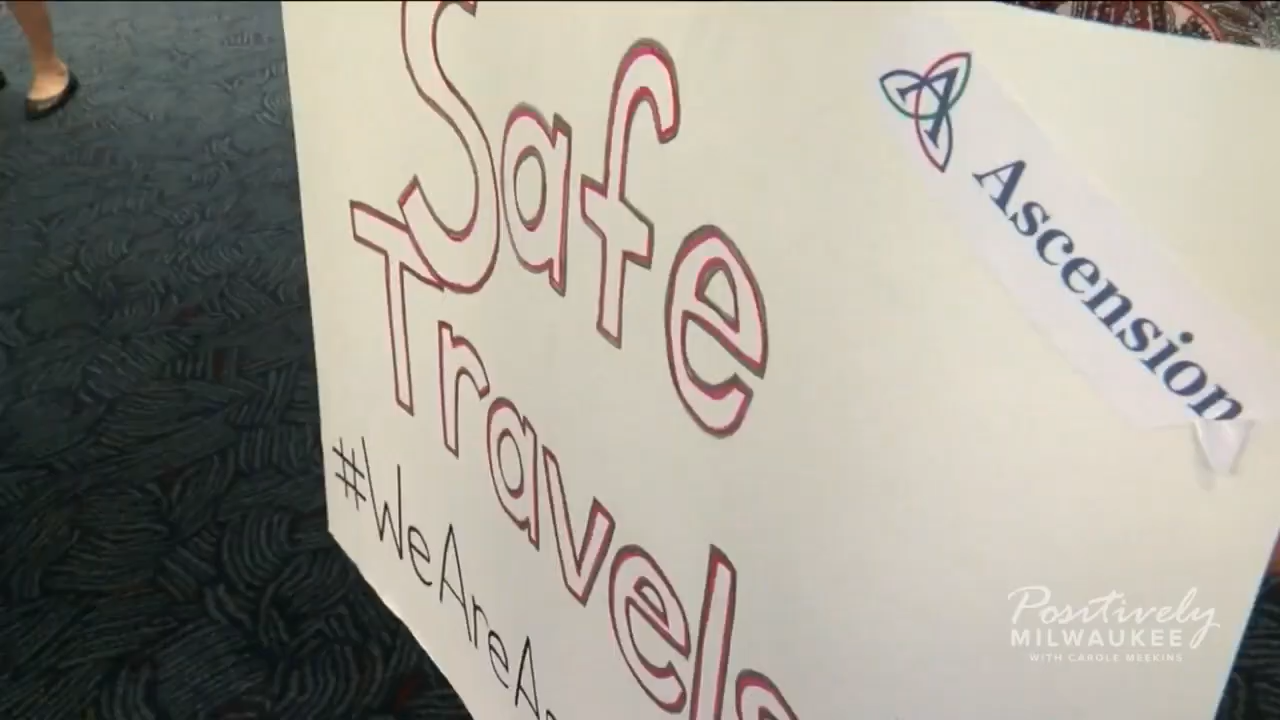 Safe
Travels
#WeAreA
A
Ascension
Positively
MILWAUKEE
WITH CAROLE MEEKINS